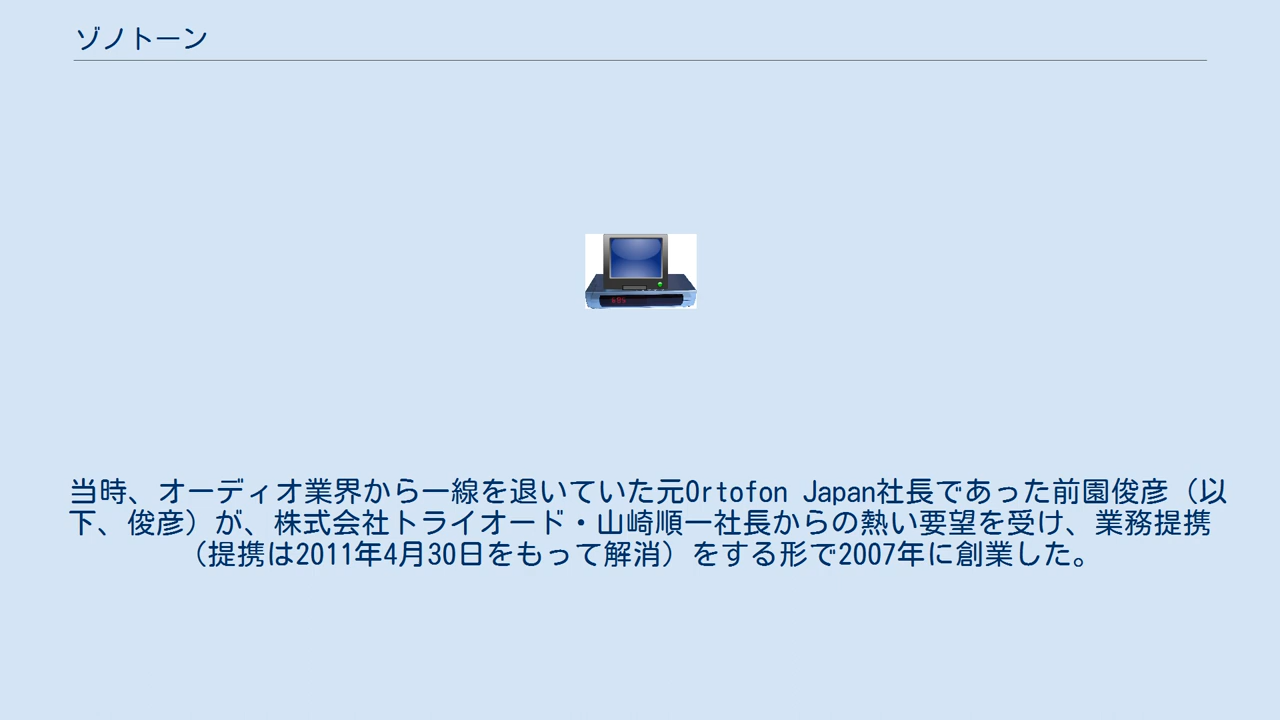 ゾノトーン
当時、オーディオ業界から一線を退いていた元Ortofon Japan社長であった前園俊彦（以
下、俊彦）が、株式会社トライオード・山崎順一社長からの熱い要望を受け、業務提携
（提携は2011年4月30日をもって解消）をする形で2007年に創業した。